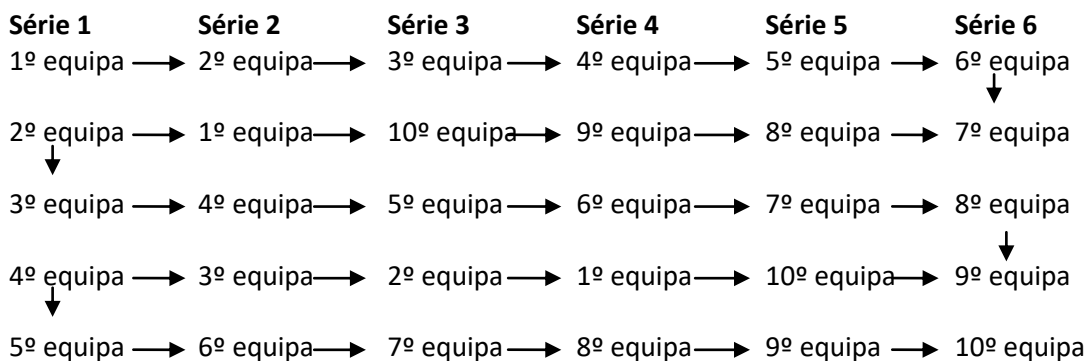 Série 1 Série 2 Série 3 Série 4 Série 5 Série 6
1º equipa 2º equipa 3º equipa 4º equipa 5º equipa 6º equipa
2º equipa 1º equipa 10º equipa 9º equipa 8º equipa 7º equipa
3º equipa 4º equipa 5º equipa 6º equipa 7º equipa 8º equipa
4º equipa 3º equipa 2º equipa 1º equipa 10º equipa 9º equipa
5º equipa 6º equipa 7º equipa 8º equipa 9º equipa 10º equipa